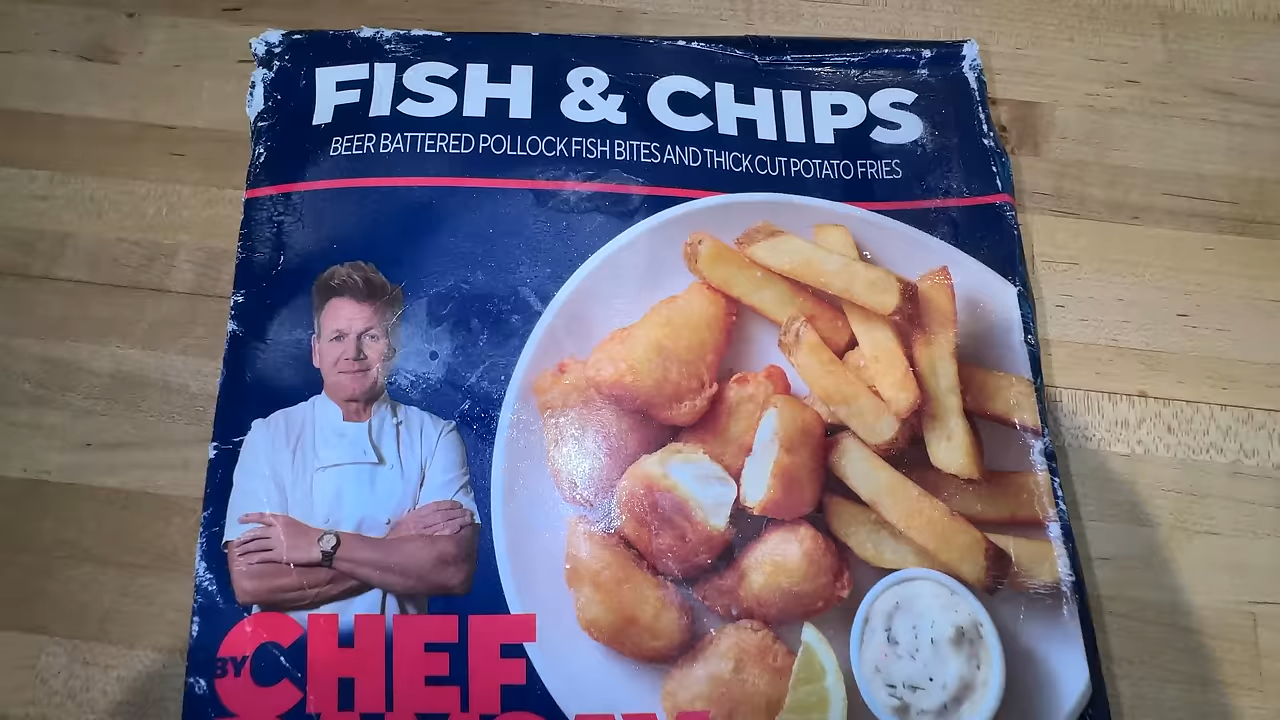 FISH & CHIPS
BEER BATTERED POLLOCK FISH BITES AND THICK CUT POTATO FRIES
BY CHEF